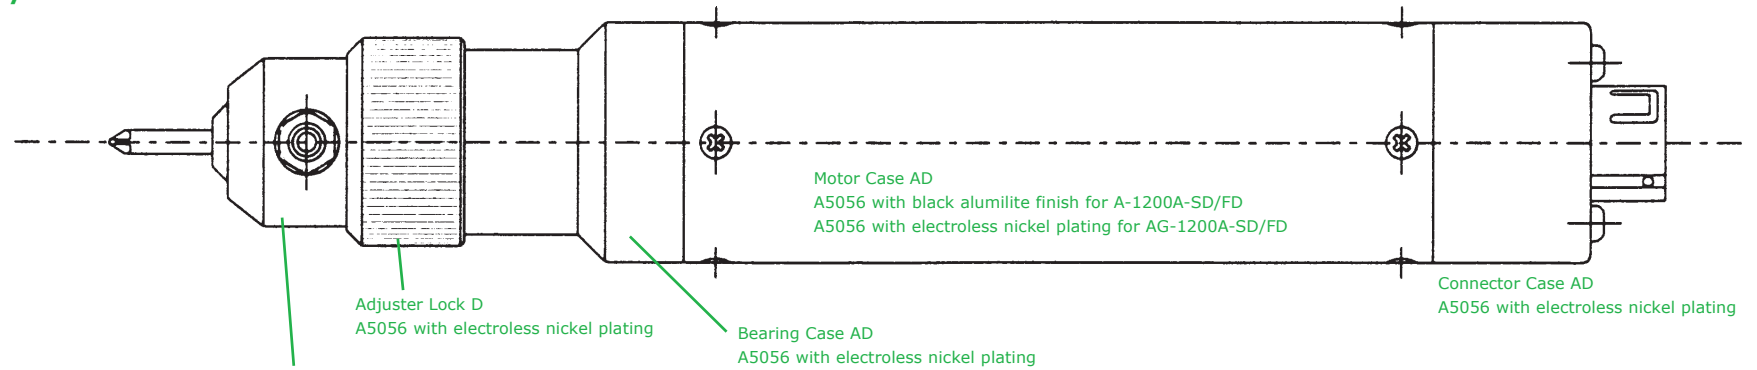 Motor Case AD
A5056 with black alumilite finish for A-1200A-SD/FD
A5056 with electroless nickel plating for AG-1200A-SD/FD
Adjuster Lock D
A5056 with electroless nickel plating
Bearing Case AD
A5056 with electroless nickel plating
Connector Case AD
A5056 with electroless nickel plating